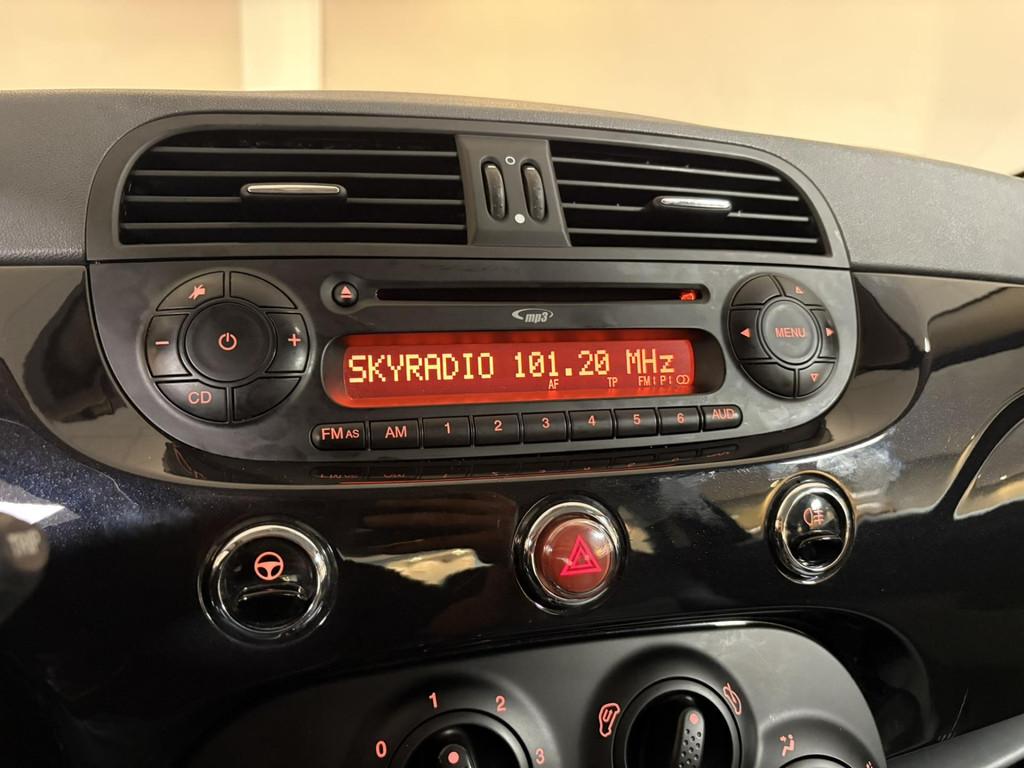 mp3
SKYRADIO 101.20 MHz
AF TP FM1P1
MENU
CD
FM AS AM 1 2 3 4 5 6 AUD
TRIP
1 2
0 3